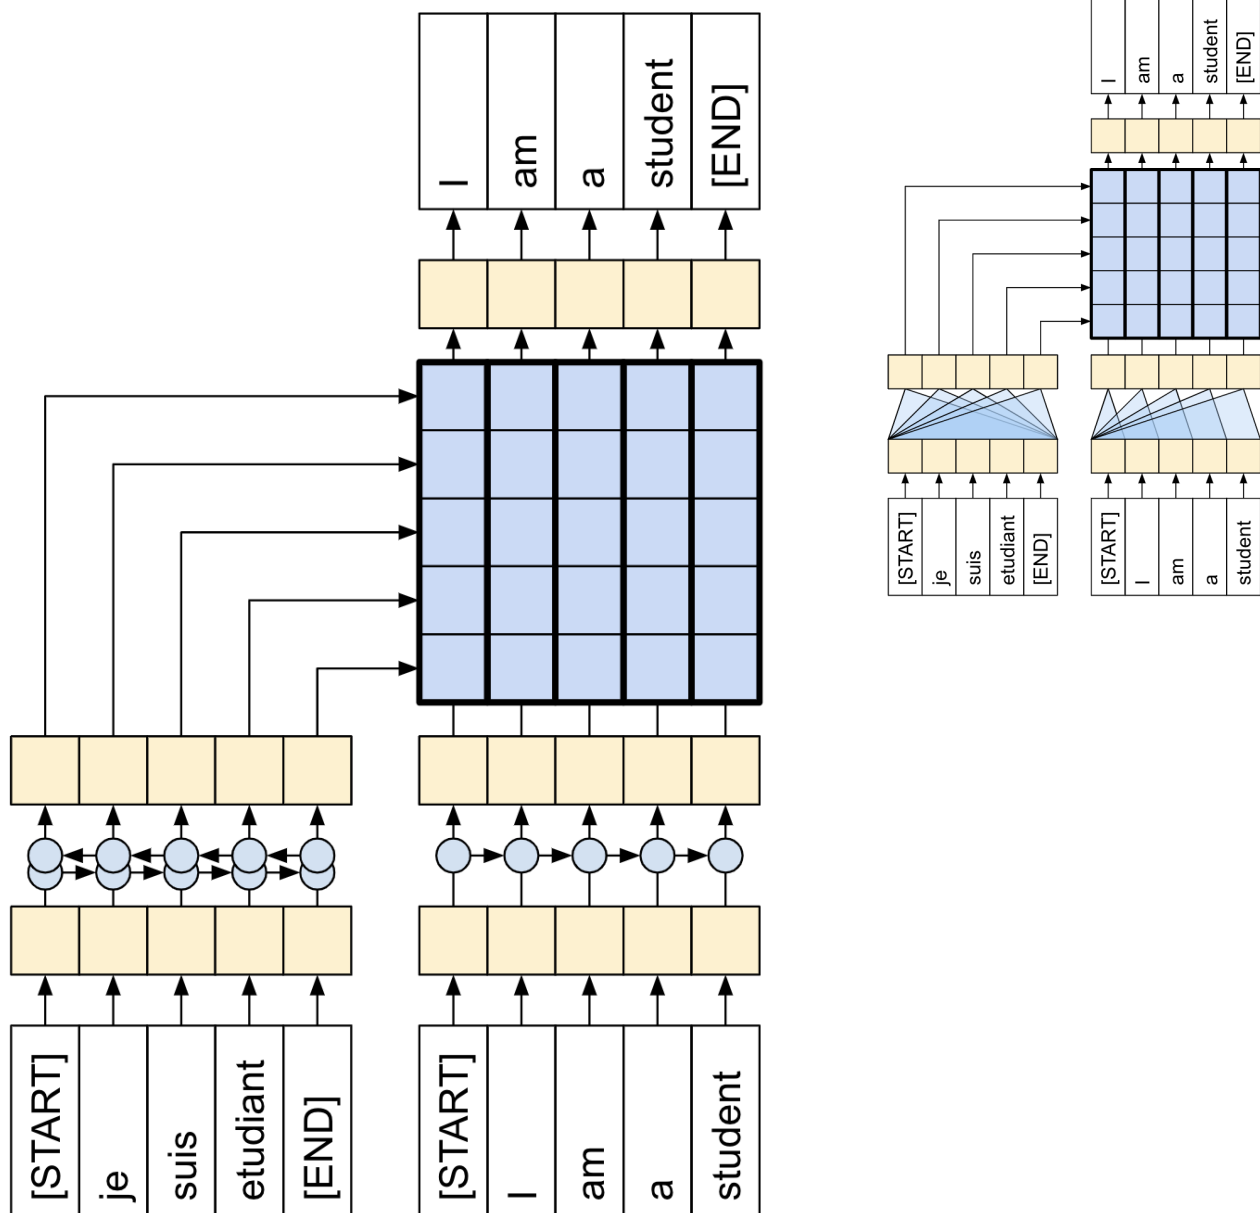 I
am
a
student
[END]
[START]
je
suis
etudiant
[END]
[START]
I
am
a
student
I
am
a
student
[END]
[START]
je
suis
etudiant
[END]
[START]
I
am
a
student